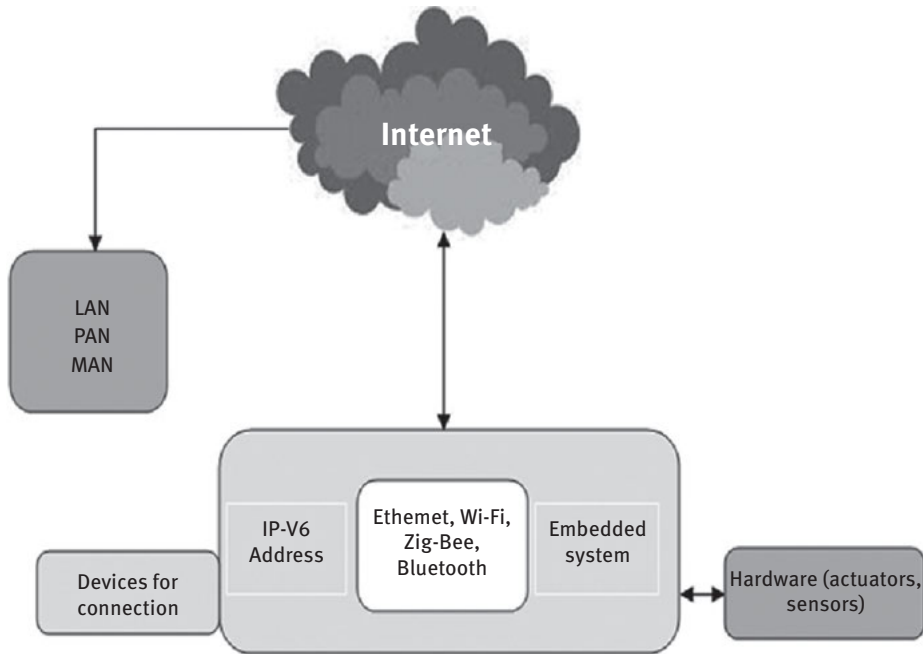 Internet
LAN
PAN
MAN
IP-V6
Address
Ethemet, Wi-Fi,
Zig-Bee,
Bluetooth
Embedded
system
Devices for
connection
Hardware (actuators,
sensors)